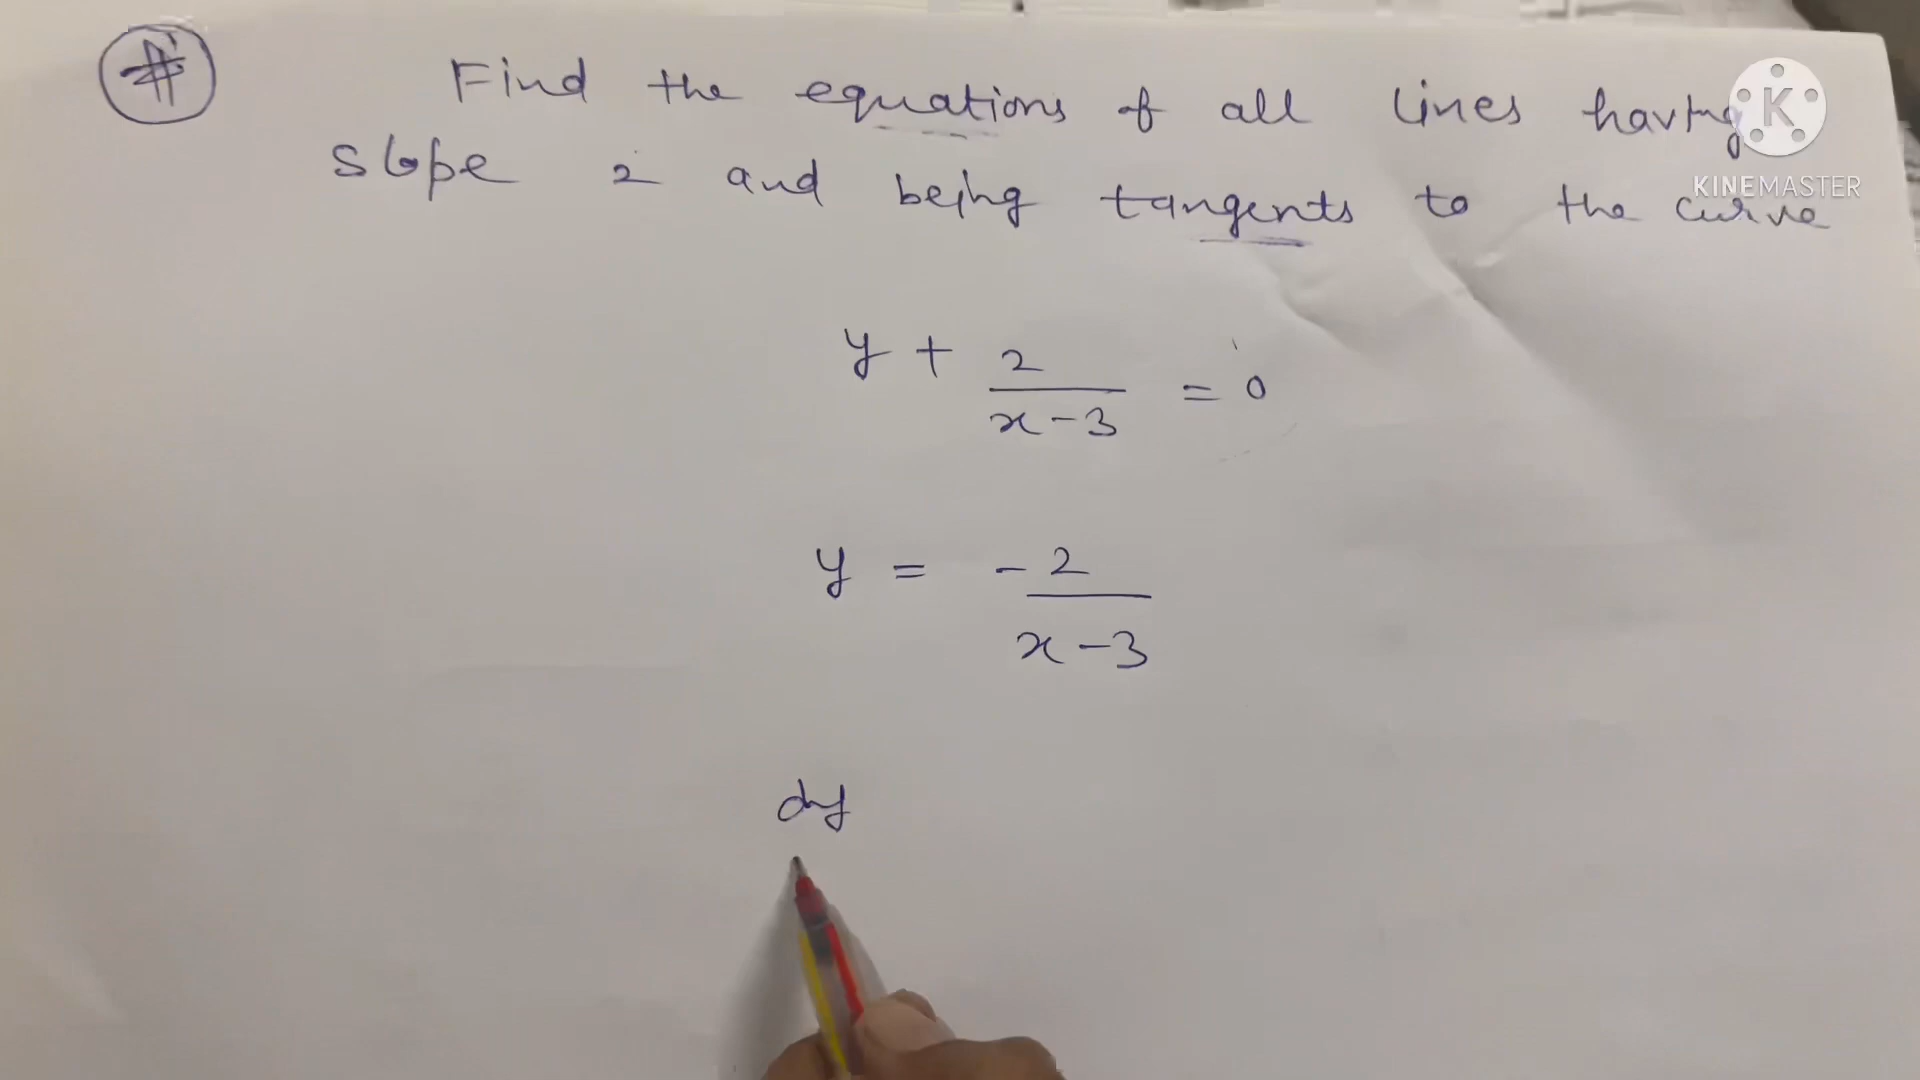 #
Find the equations of all lines having
slope 2 and being tangents to the curve
y + 2/(x-3) = 0
y = -2/(x-3)
dy
K
KINEMASTER